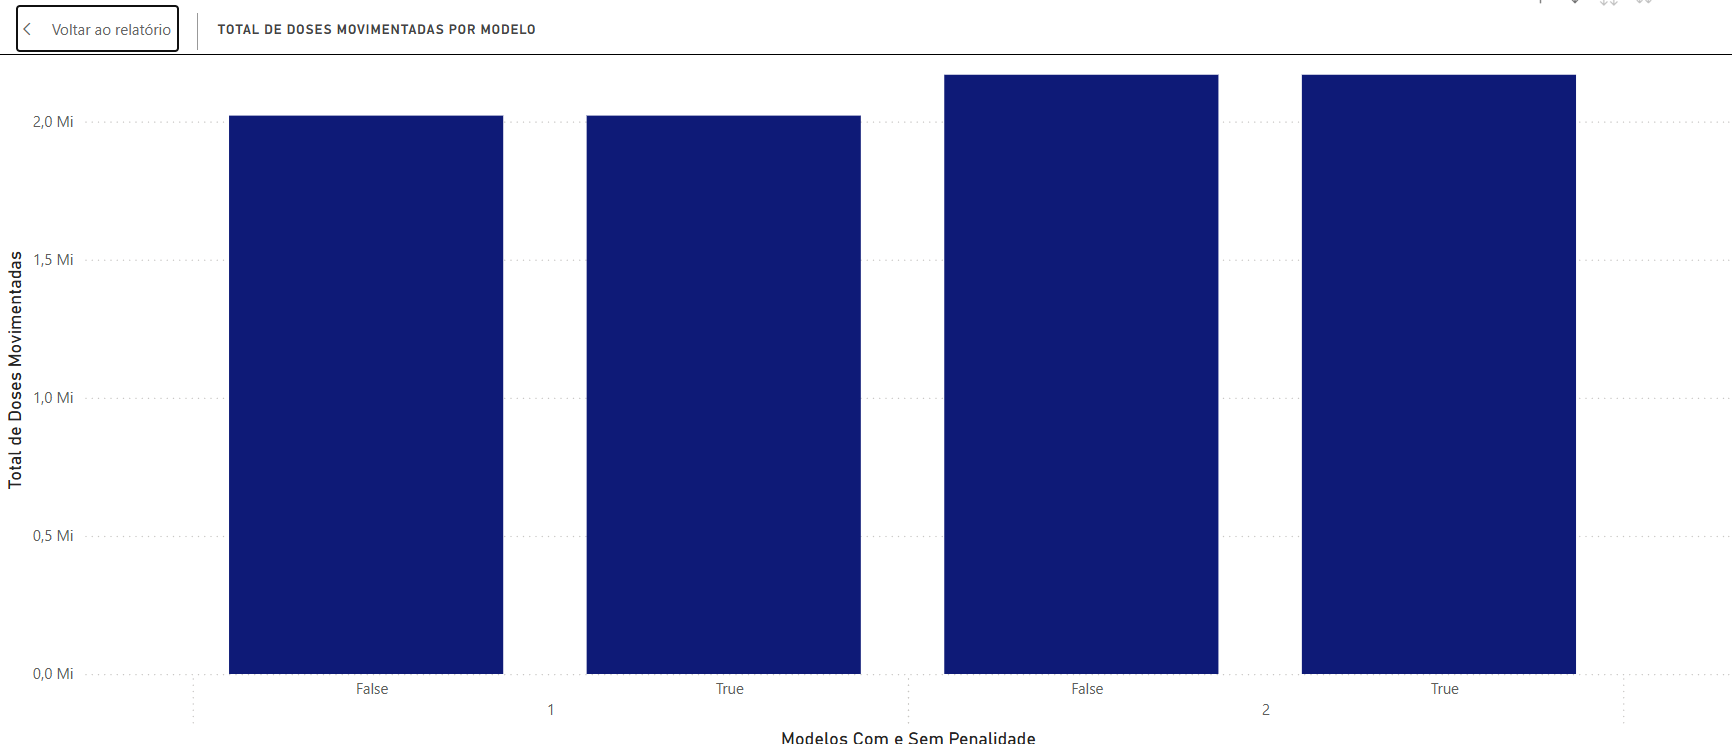 Voltar ao relatório
TOTAL DE DOSES MOVIMENTADAS POR MODELO
Total de Doses Movimentadas
2,0 Mi
1,5 Mi
1,0 Mi
0,5 Mi
0,0 Mi
False True False True
1 2
Modelos Com e Sem Penalidade